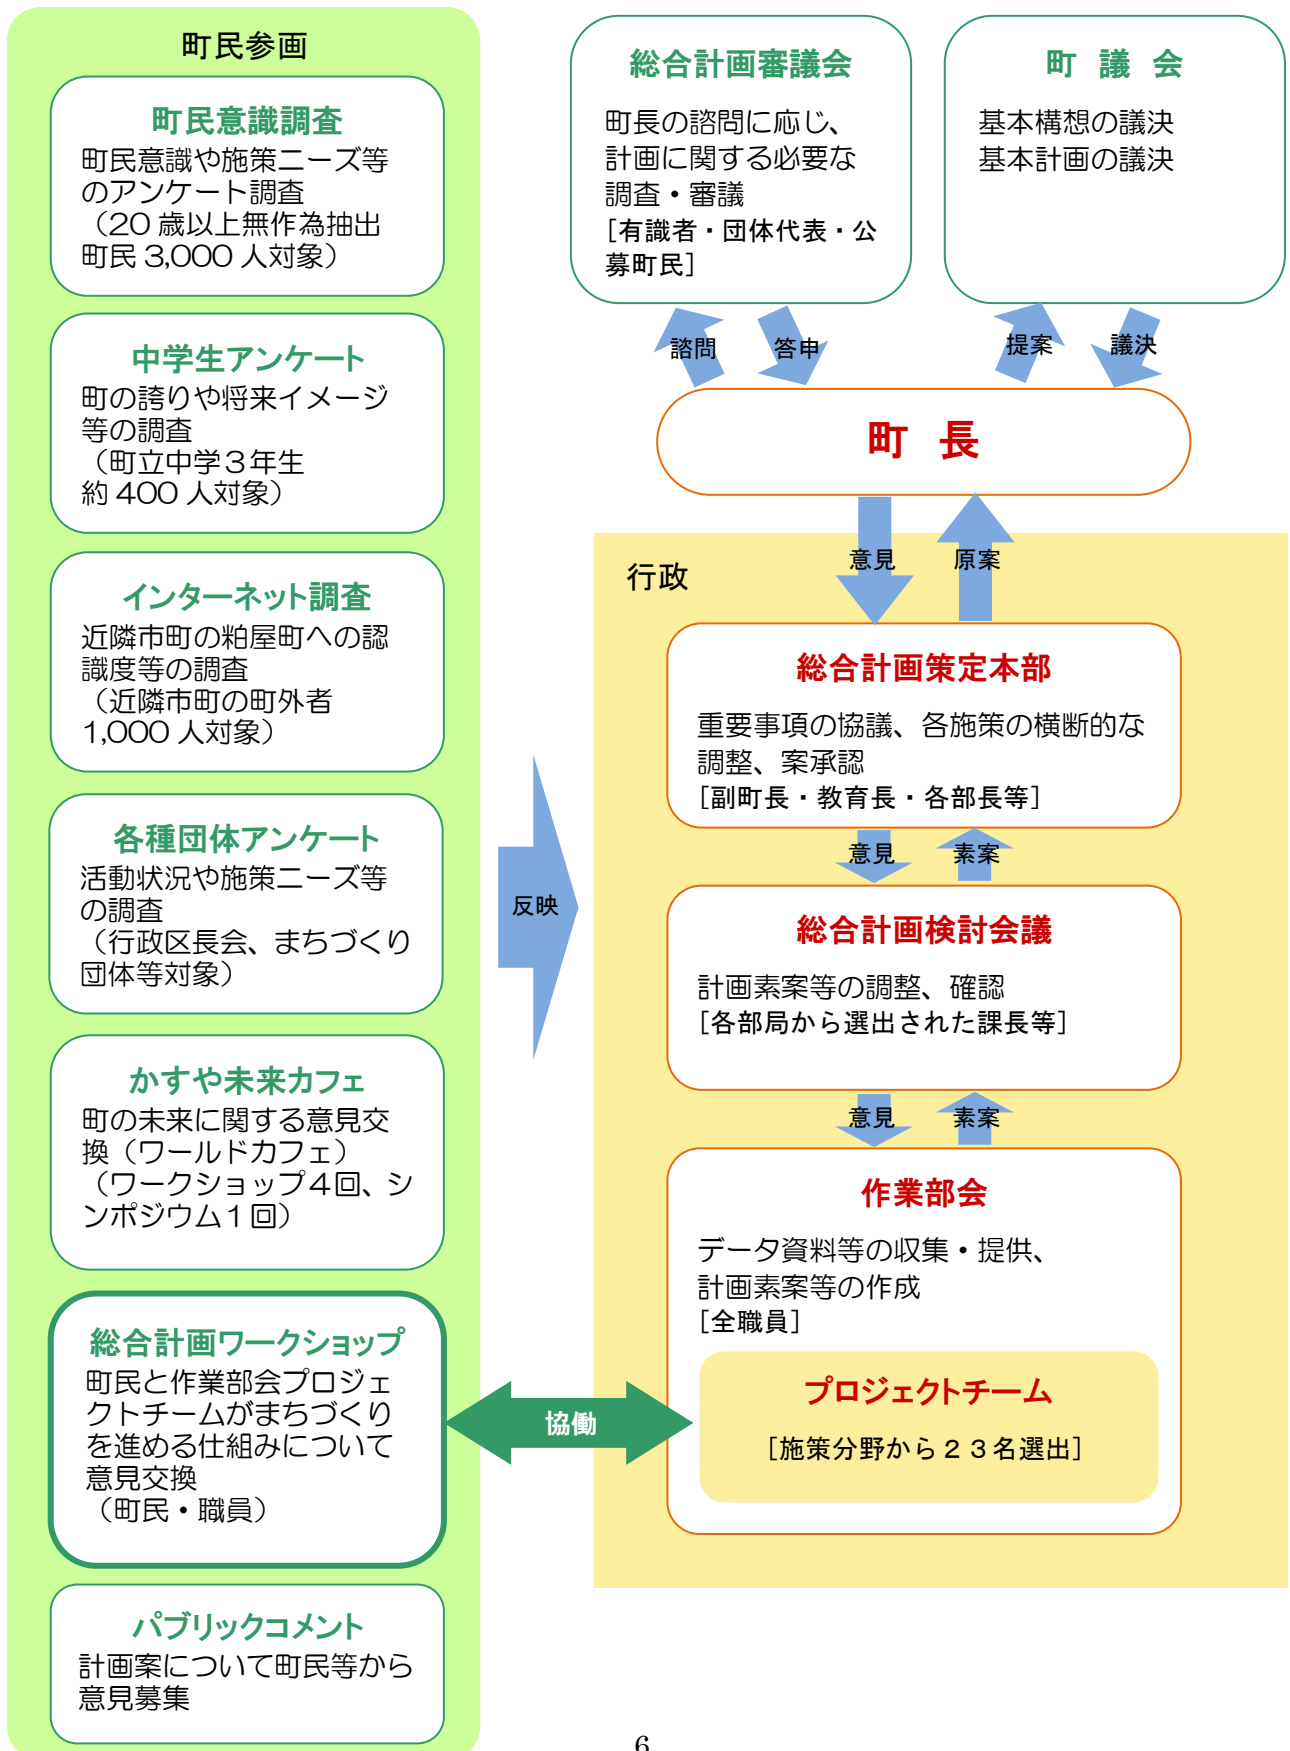 町民参画
町民意識調査
町民意識や施策ニーズ等
のアンケート調査
（20 歳以上無作為抽出
町民 3,000 人対象）
中学生アンケート
町の誇りや将来イメージ
等の調査
（町立中学３年生
約 400 人対象）
インターネット調査
近隣市町の粕屋町への認
識度等の調査
（近隣市町の町外者
1,000 人対象）
各種団体アンケート
活動状況や施策ニーズ等
の調査
（行政区長会、まちづくり
団体等対象）
かすや未来カフェ
町の未来に関する意見交
換（ワールドカフェ）
（ワークショップ４回、シ
ンポジウム１回）
総合計画ワークショップ
町民と作業部会プロジェ
クトチームがまちづくり
を進める仕組みについて
意見交換
（町民・職員）
パブリックコメント
計画案について町民等から
意見募集
反映
協働
総合計画審議会
町長の諮問に応じ、
計画に関する必要な
調査・審議
［有識者・団体代表・公
募町民］
町　議　会
基本構想の議決
基本計画の議決
諮問
答申
提案
議決
町　長
意見
原案
行政
総合計画策定本部
重要事項の協議、各施策の横断的な
調整、案承認
［副町長・教育長・各部長等］
意見
素案
総合計画検討会議
計画素案等の調整、確認
［各部局から選出された課長等］
意見
素案
作業部会
データ資料等の収集・提供、
計画素案等の作成
［全職員］
プロジェクトチーム
［施策分野から２３名選出］
6